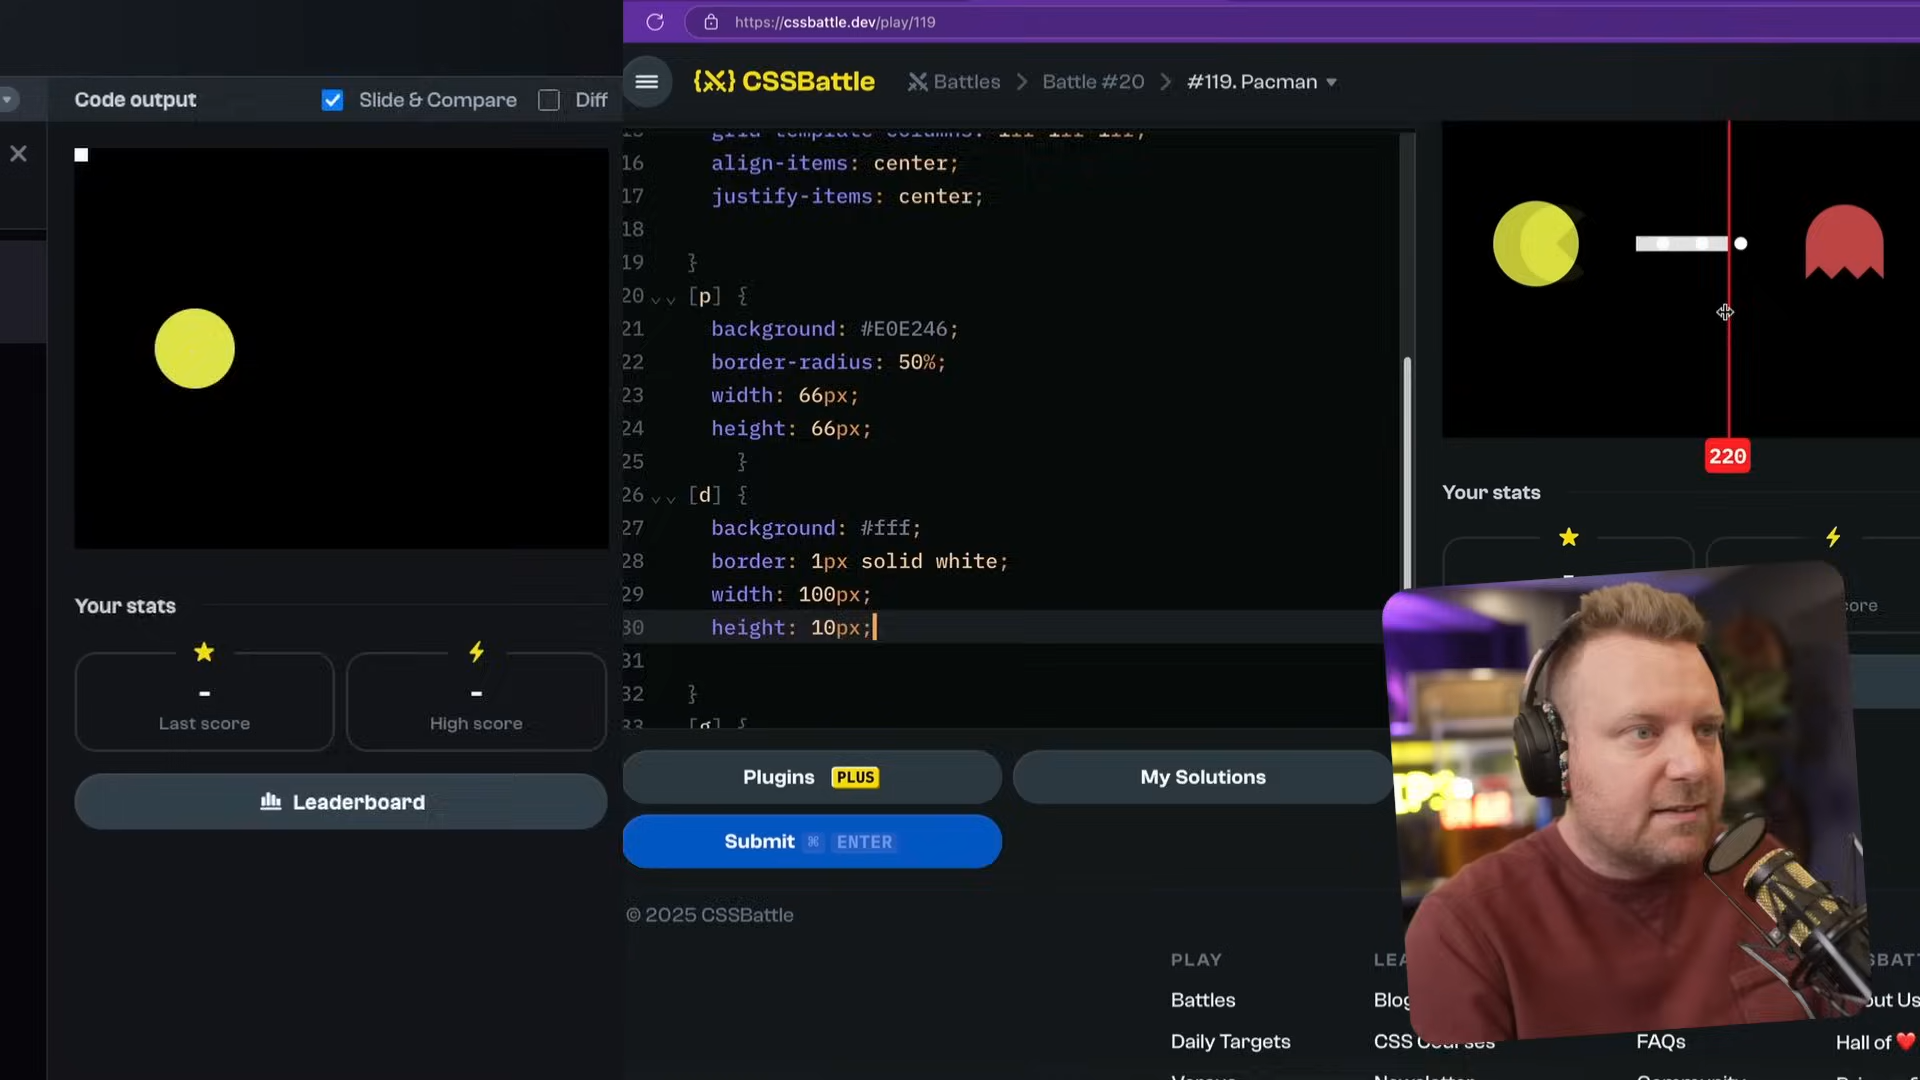 https://cssbattle.dev/play/119
{X} CSSBattle
Battles
Battle #20
#119. Pacman
Code output
Slide & Compare
Diff
16 align-items: center;
17 justify-items: center;
18
19 }
20 [p] {
21 background: #E0E246;
22 border-radius: 50%;
23 width: 66px;
24 height: 66px;
25 }
26 [d] {
27 background: #fff;
28 border: 1px solid white;
29 width: 100px;
30 height: 10px;
31
32 }
220
Your stats
-
Last score
-
High score
Leaderboard
Your stats
Plugins PLUS
My Solutions
Submit ⌘ ENTER
© 2025 CSSBattle
PLAY
Battles
Daily Targets
CSS Courses
FAQs
Hall of ❤️